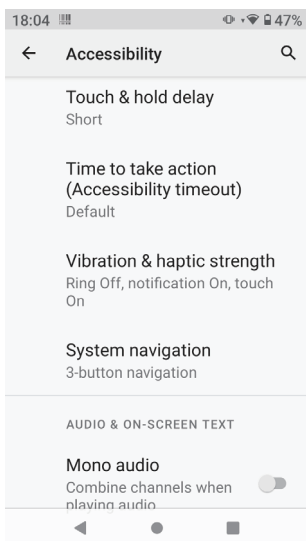 18:04 47%
Accessibility
Touch & hold delay
Short
Time to take action
(Accessibility timeout)
Default
Vibration & haptic strength
Ring Off, notification On, touch
On
System navigation
3-button navigation
AUDIO & ON-SCREEN TEXT
Mono audio
Combine channels when
playing audio